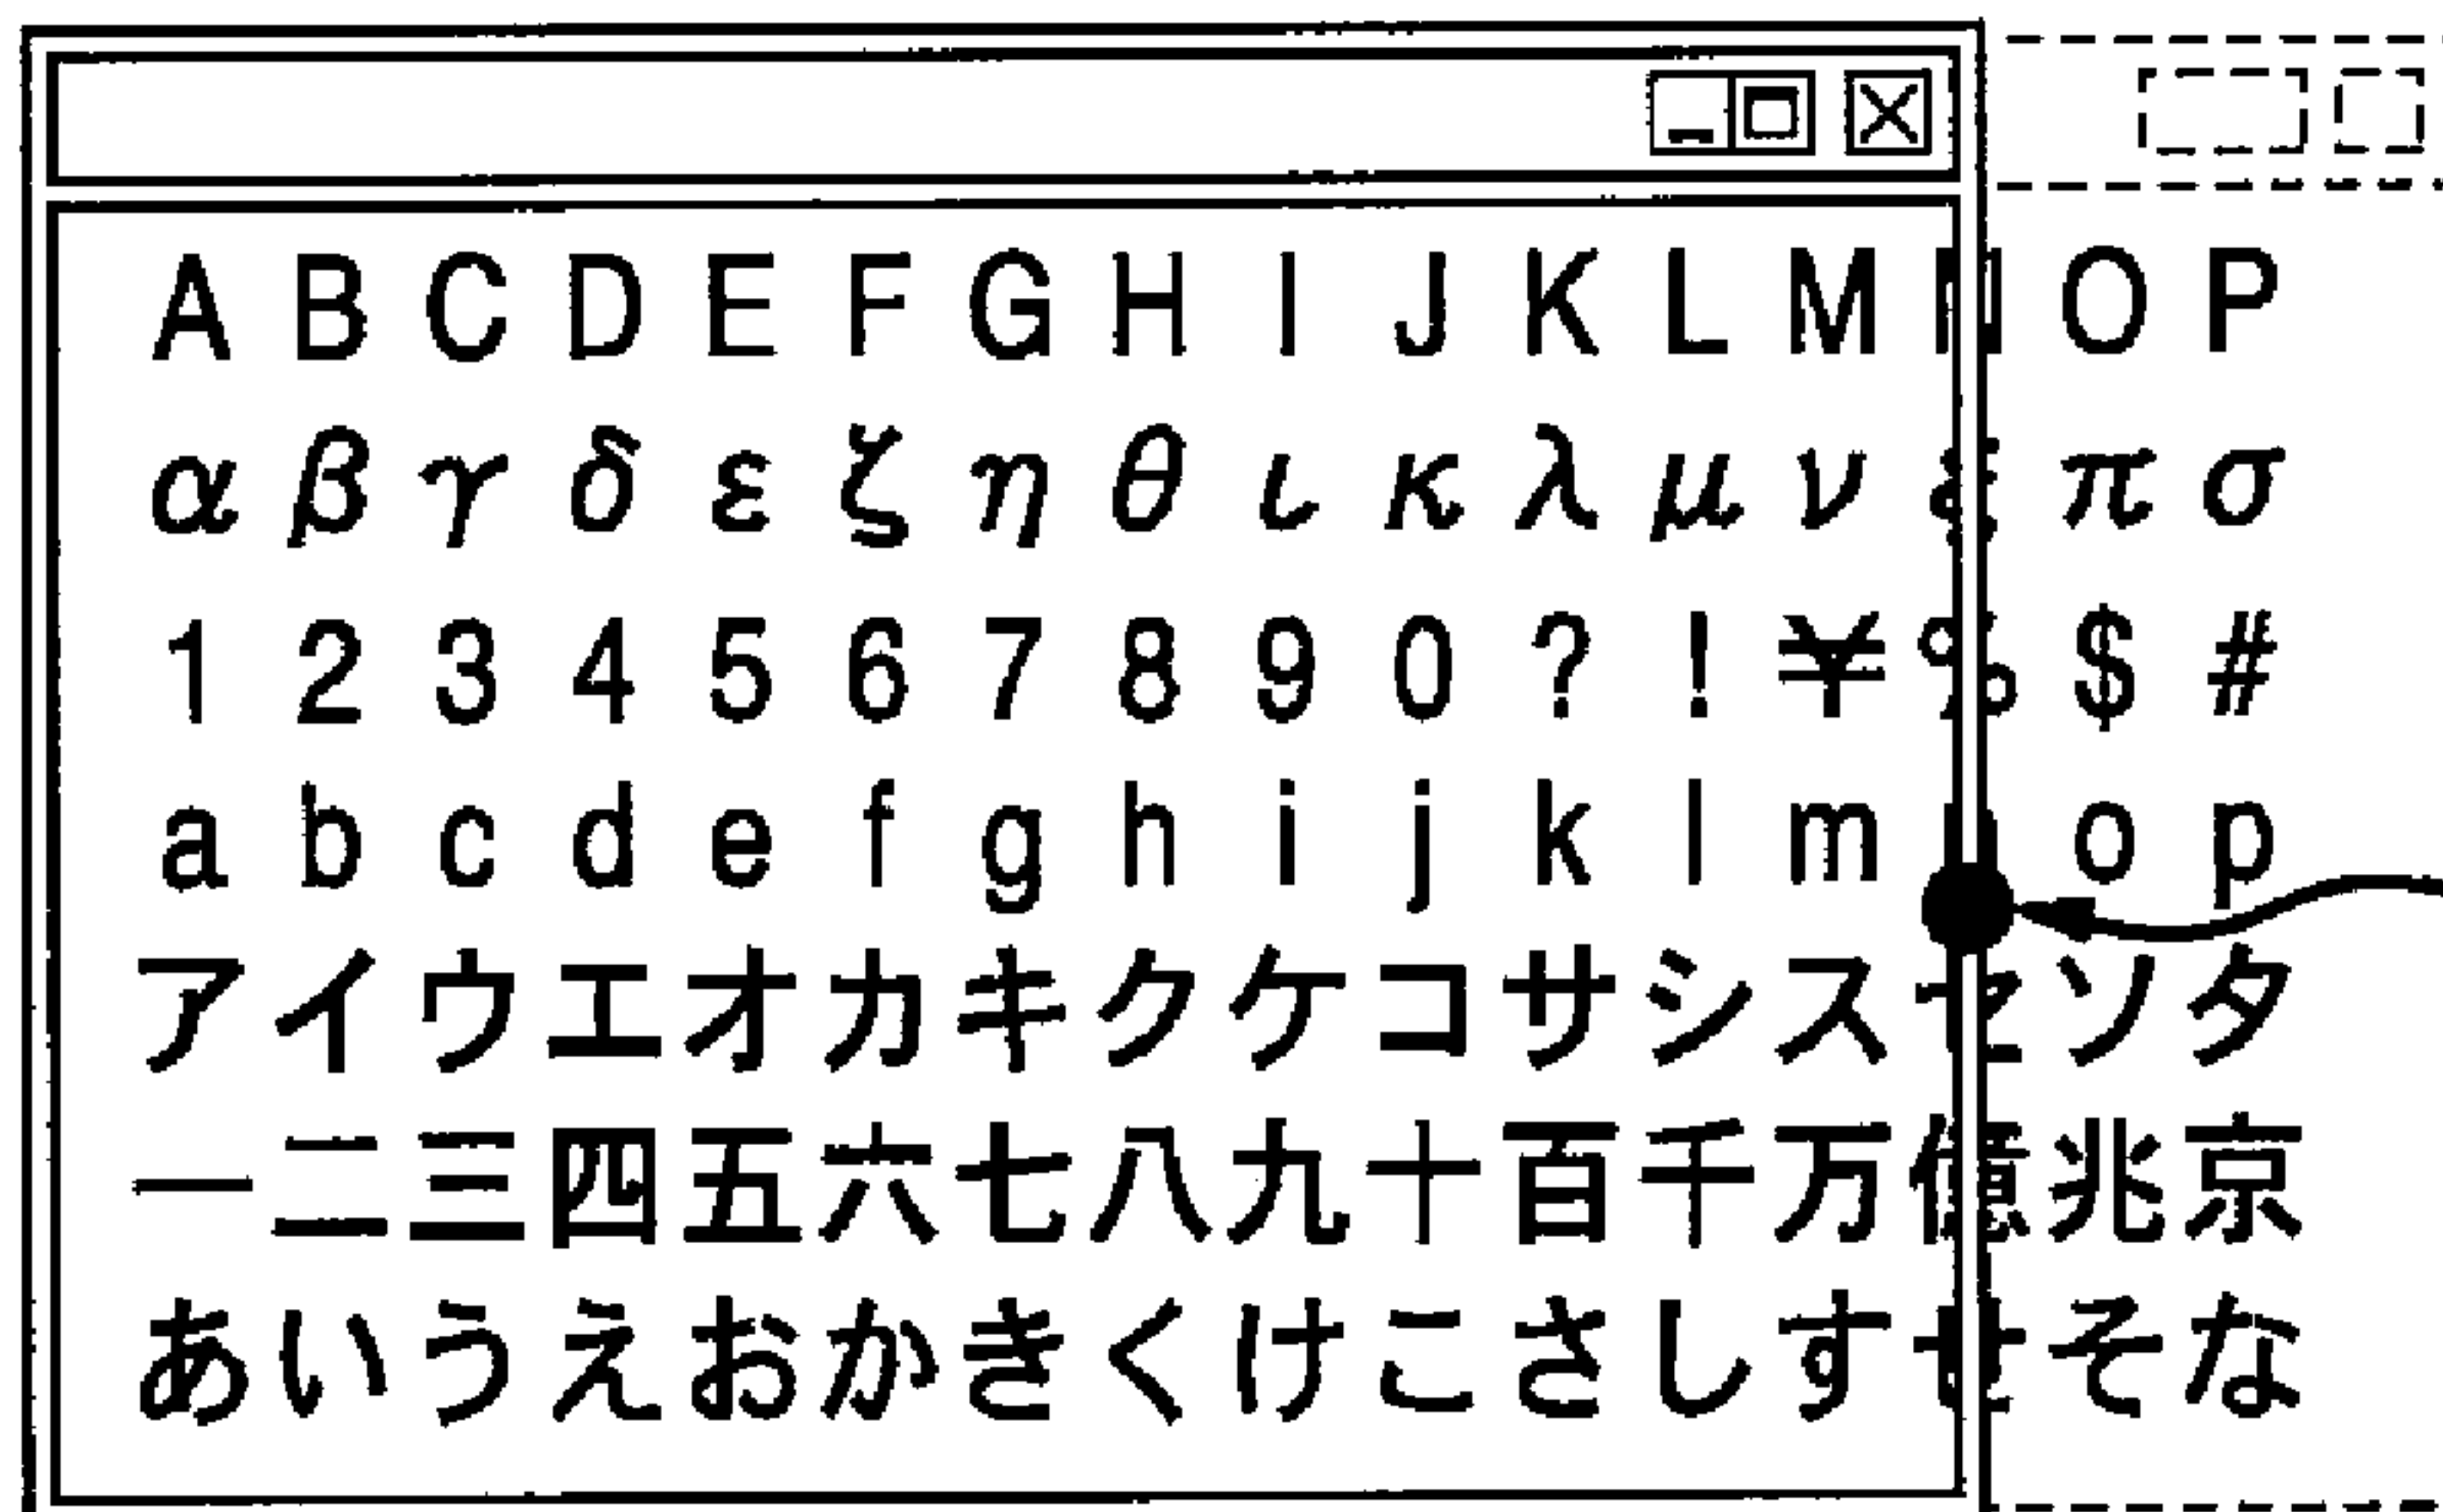 A B C D E F G H I J K L M N O P
α β γ δ ε ζ η θ ι κ λ μ ν ξ π σ
1 2 3 4 5 6 7 8 9 0 ? ! ¥ % $ #
a b c d e f g h i j k l m o p
ア イ ウ エ オ カ キ ク ケ コ サ シ ス セ ソ タ
一 二 三 四 五 六 七 八 九 十 百 千 万 億 兆 京
あ い う え お か き く け こ さ し す せ そ な